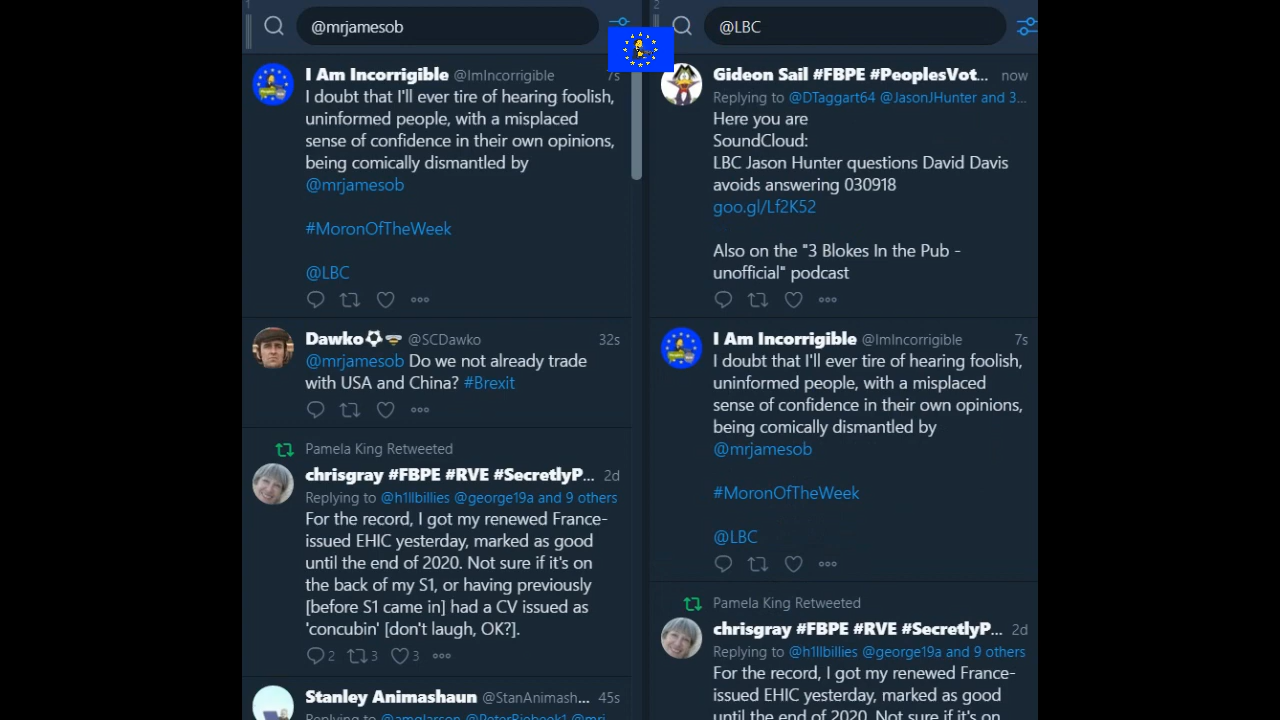 1
@mrjamesob
I Am Incorrigible @ImIncorrigible 7s
I doubt that I'll ever tire of hearing foolish,
uninformed people, with a misplaced
sense of confidence in their own opinions,
being comically dismantled by
@mrjamesob
#MoronOfTheWeek
@LBC
Dawko @SCDawko 32s
@mrjamesob Do we not already trade
with USA and China? #Brexit
Pamela King Retweeted
chrisgray #FBPE #RVE #SecretlyP... 2d
Replying to @h1llbillies @george19a and 9 others
For the record, I got my renewed France-
issued EHIC yesterday, marked as good
until the end of 2020. Not sure if it's on
the back of my S1, or having previously
[before S1 came in] had a CV issued as
'concubin' [don't laugh, OK?].
2 3 3
Stanley Animashaun @StanAnimash... 45s
Replying to
2
@LBC
Gideon Sail #FBPE #PeoplesVot... now
Replying to @DTaggart64 @JasonJHunter and 3...
Here you are
SoundCloud:
LBC Jason Hunter questions David Davis
avoids answering 030918
goo.gl/Lf2K52
Also on the "3 Blokes In the Pub -
unofficial" podcast
I Am Incorrigible @ImIncorrigible 7s
I doubt that I'll ever tire of hearing foolish,
uninformed people, with a misplaced
sense of confidence in their own opinions,
being comically dismantled by
@mrjamesob
#MoronOfTheWeek
@LBC
Pamela King Retweeted
chrisgray #FBPE #RVE #SecretlyP... 2d
Replying to @h1llbillies @george19a and 9 others
For the record, I got my renewed France-
issued EHIC yesterday, marked as good
until the end of 2020. Not sure if it's on